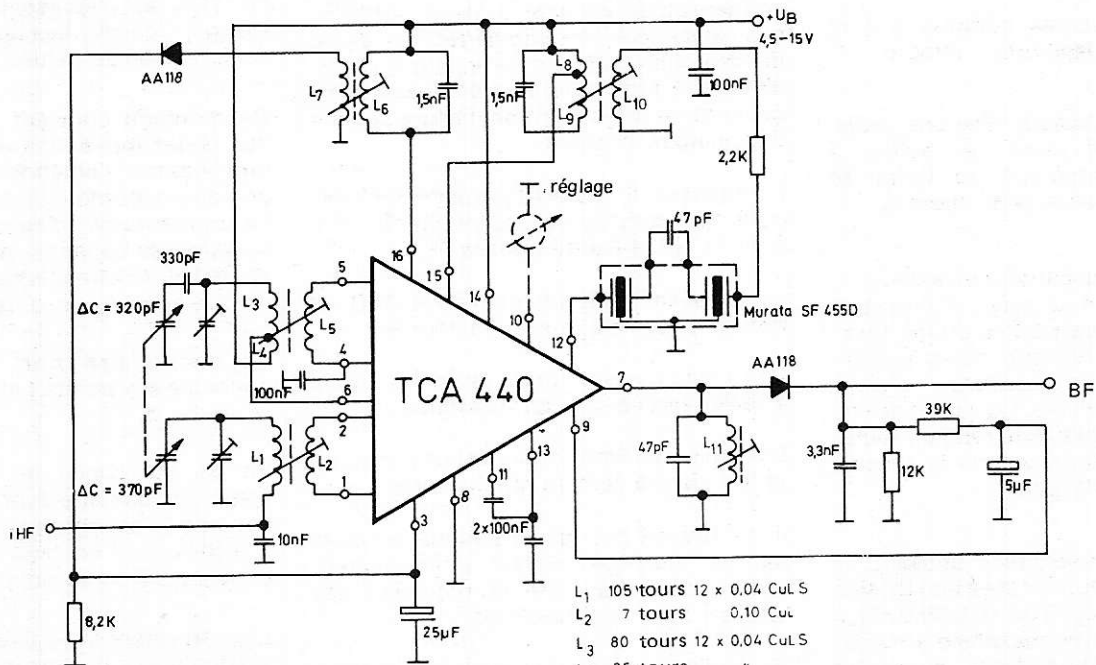 +UB
4,5-15V
AA118
L7
L6
1,5nF
1,5nF
L8
L9
L10
100nF
2,2K
réglage
47pF
Murata SF 455D
330pF
ΔC = 320pF
L3
L4
L5
100nF
ΔC = 370pF
L1
L2
iHF
10nF
8,2K
25µF
2x100nF
TCA 440
1
2
3
4
5
6
7
8
9
10
11
12
13
14
15
16
AA118
BF
47pF
L11
3,3nF
12K
39K
5µF
L1 105 tours 12 x 0,04 CuLS
L2 7 tours 0,10 CuL
L3 80 tours 12 x 0,04 CuLS